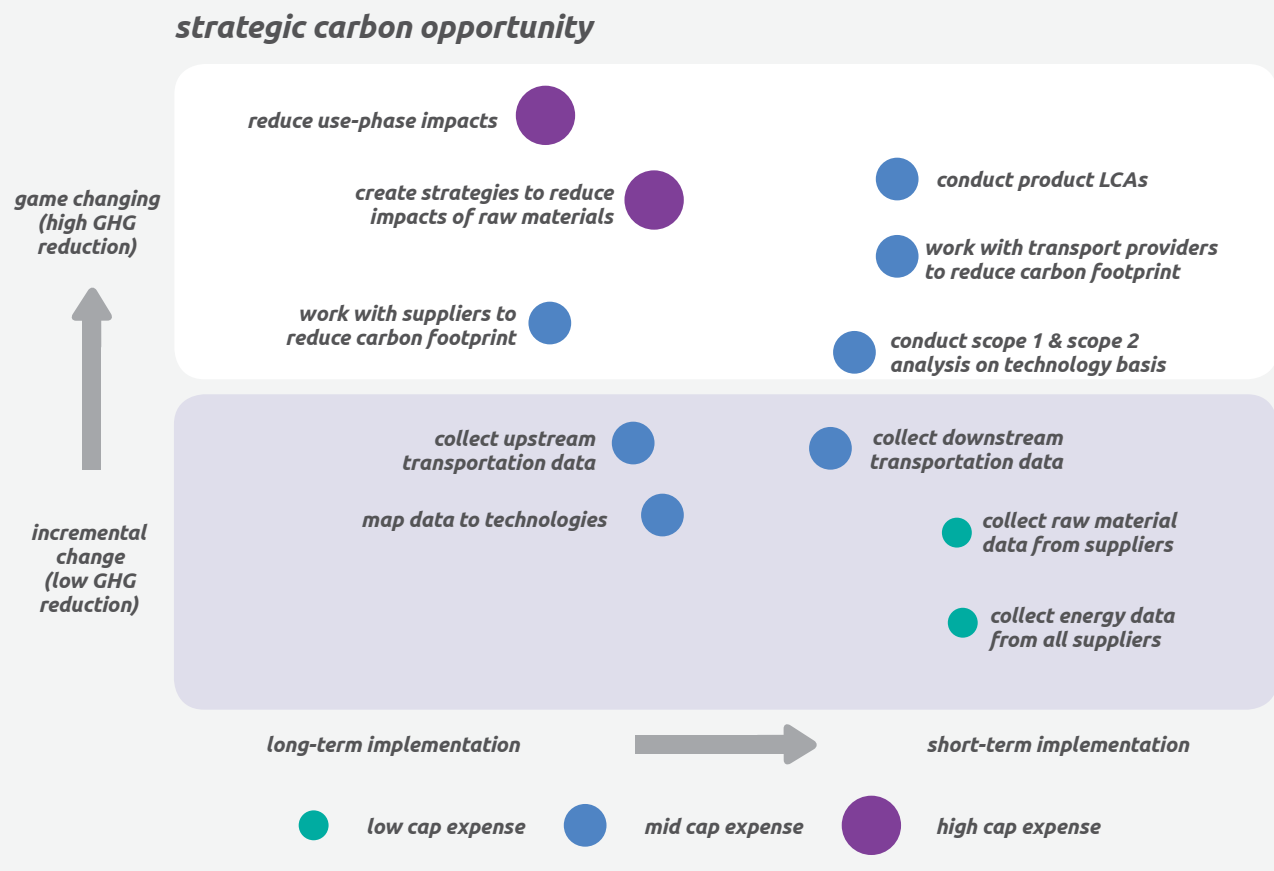 strategic carbon opportunity
reduce use-phase impacts
create strategies to reduce
impacts of raw materials
conduct product LCAs
game changing
(high GHG
reduction)
work with transport providers
to reduce carbon footprint
work with suppliers to
reduce carbon footprint
conduct scope 1 & scope 2
analysis on technology basis
collect upstream
transportation data
collect downstream
transportation data
map data to technologies
collect raw material
data from suppliers
incremental
change
(low GHG
reduction)
collect energy data
from all suppliers
long-term implementation
short-term implementation
low cap expense
mid cap expense
high cap expense